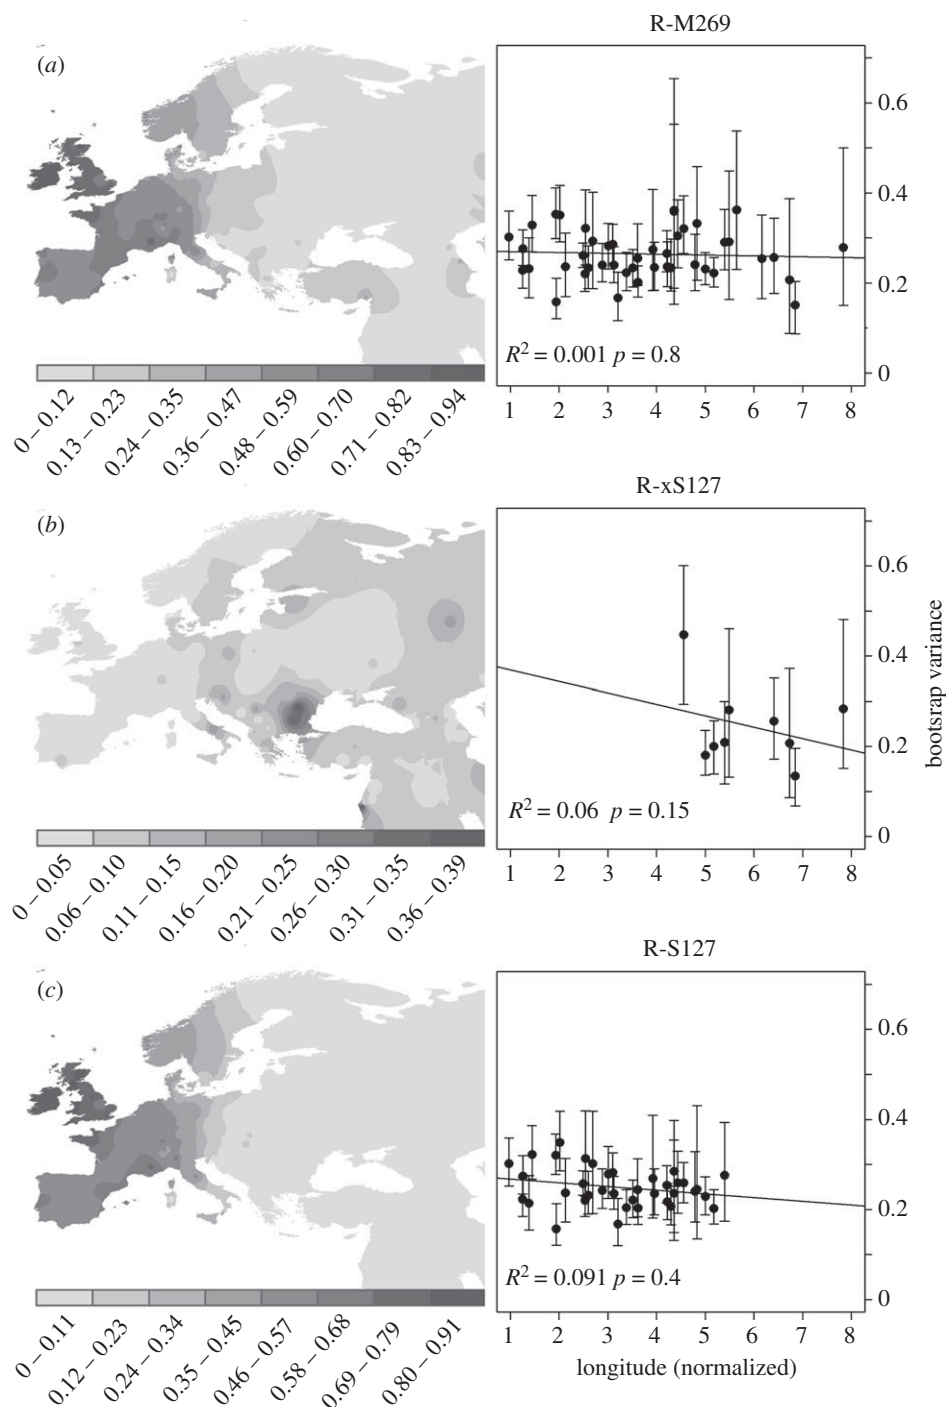 R-M269
(a)
0.6
0.4
0.2
0
R² = 0.001 p = 0.8
1 2 3 4 5 6 7 8
0 – 0.12
0.13 – 0.23
0.24 – 0.35
0.36 – 0.47
0.48 – 0.59
0.60 – 0.70
0.71 – 0.82
0.83 – 0.94
R-xS127
(b)
0.6
0.4
0.2
0
R² = 0.06 p = 0.15
1 2 3 4 5 6 7 8
bootsrap variance
0 – 0.05
0.06 – 0.10
0.11 – 0.15
0.16 – 0.20
0.21 – 0.25
0.26 – 0.30
0.31 – 0.35
0.36 – 0.39
R-S127
(c)
0.6
0.4
0.2
0
R² = 0.091 p = 0.4
1 2 3 4 5 6 7 8
longitude (normalized)
0 – 0.11
0.12 – 0.23
0.24 – 0.34
0.35 – 0.45
0.46 – 0.57
0.58 – 0.68
0.69 – 0.79
0.80 – 0.91